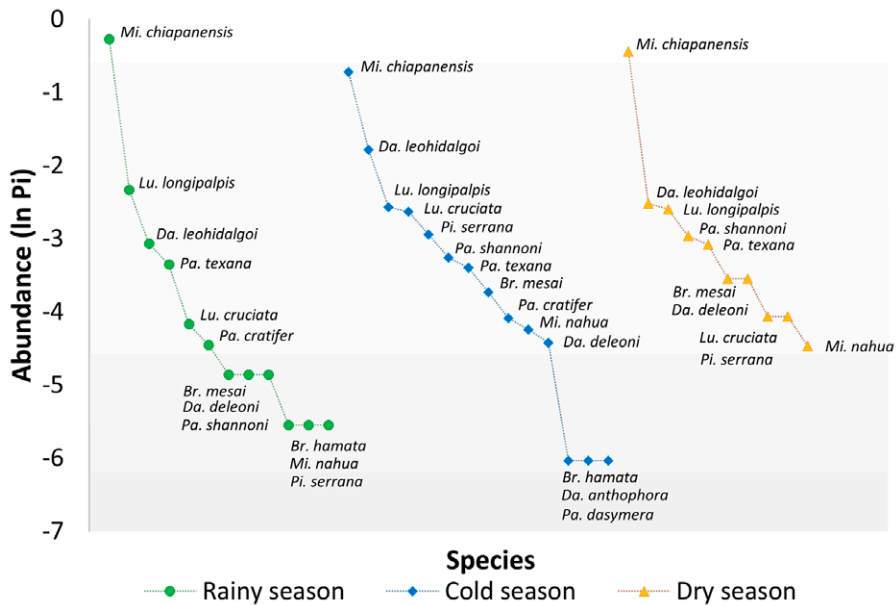 Abundance (ln Pi)
0
-1
-2
-3
-4
-5
-6
-7
Mi. chiapanensis
Lu. longipalpis
Da. leohidalgoi
Pa. texana
Lu. cruciata
Pa. cratifer
Br. mesai
Da. deleoni
Pa. shannoni
Br. hamata
Mi. nahua
Pi. serrana
Mi. chiapanensis
Da. leohidalgoi
Lu. longipalpis
Lu. cruciata
Pi. serrana
Pa. shannoni
Pa. texana
Br. mesai
Pa. cratifer
Mi. nahua
Da. deleoni
Br. hamata
Da. anthophora
Pa. dasymera
Mi. chiapanensis
Da. leohidalgoi
Lu. longipalpis
Pa. shannoni
Pa. texana
Br. mesai
Da. deleoni
Lu. cruciata
Pi. serrana
Mi. nahua
Species
Rainy season
Cold season
Dry season